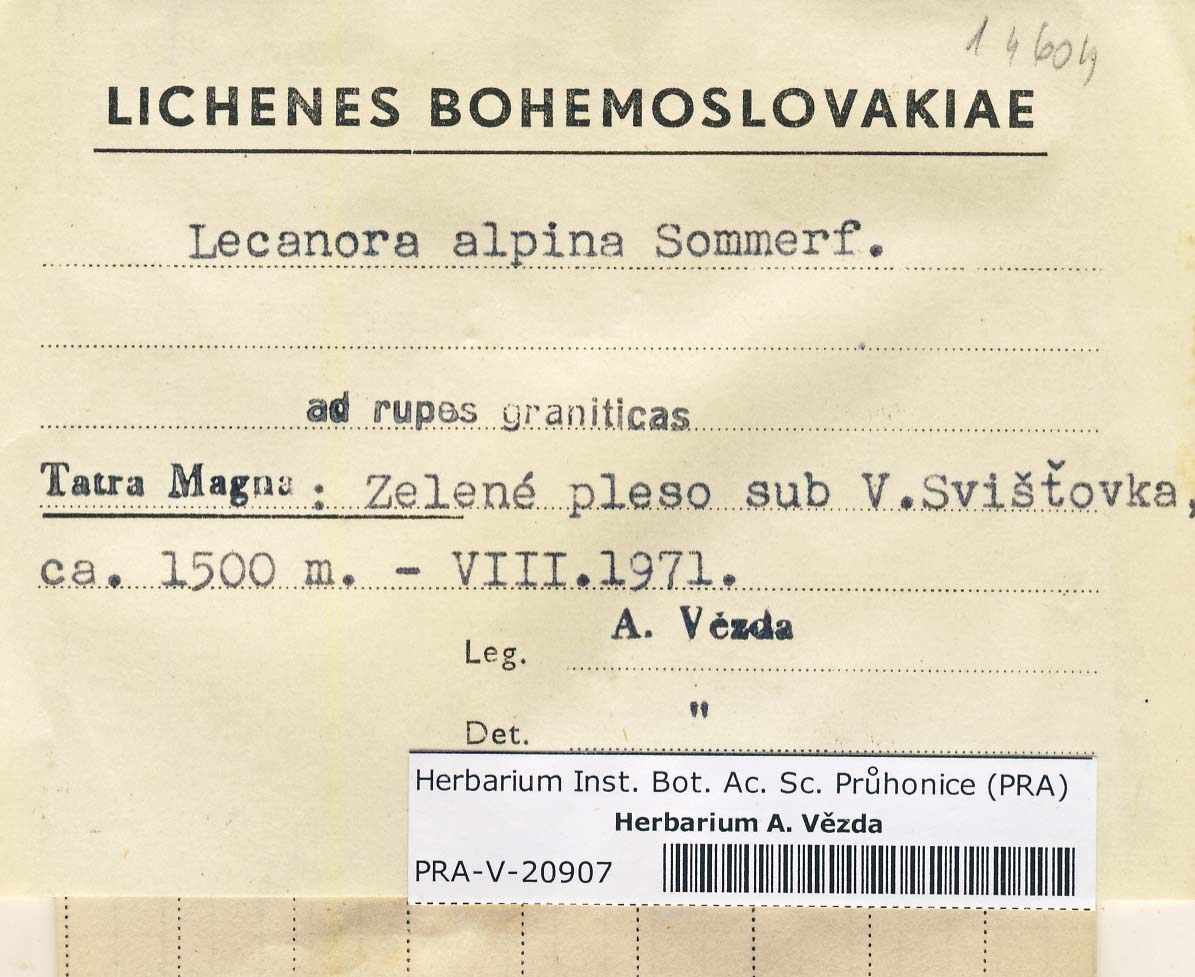 14604
LICHENES BOHEMOSLOVAKIAE
Lecanora alpina Sommerf.
ad rupes graniticas
Tatra Magna : Zelené pleso sub V.Svišťovka,
ca. 1500 m. - VIII.1971.
A. Vězda
Leg.
"
Det.
Herbarium Inst. Bot. Ac. Sc. Průhonice (PRA)
Herbarium A. Vězda
PRA-V-20907